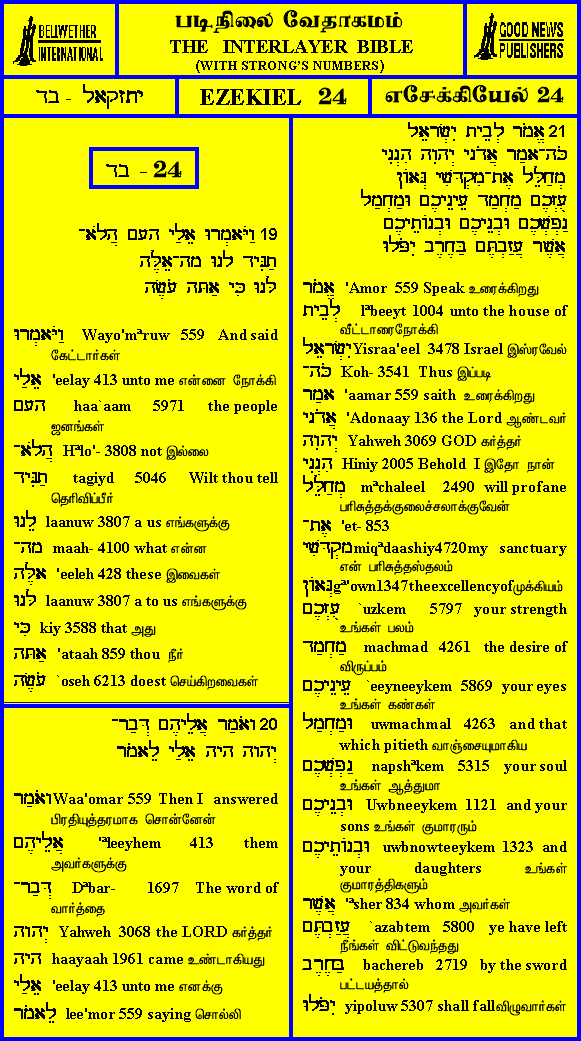 BELLWETHER
INTERNATIONAL
படிநிலை வேதாகமம்
THE INTERLAYER BIBLE
(WITH STRONG'S NUMBERS)
GOOD NEWS
PUBLISHERS
יחזקאל - בד
EZEKIEL 24
எசேக்கியேல் 24
בד - 24
19 וַיֹּאמְרוּ אֵלַי הָעָם הֲלֹא־
תַגִּיד לָנוּ מָה־אֵלֶּה
לָּנוּ כִּי אַתָּה עֹשֶׂה
וַיֹּאמְרוּ Wayo'mªruw 559 And said
கேட்டார்கள்
אֵלַי 'eelay 413 unto me என்னை நோக்கி
הָעָם haa`aam 5971 the people
ஜனங்கள்
הֲלֹא־ Hªlo'- 3808 not இல்லை
תַגִּיד tagiyd 5046 Wilt thou tell
தெரிவிப்பீர்
לָנוּ laanuw 3807 a us எங்களுக்கு
מָה־ maah- 4100 what என்ன
אֵלֶּה 'eeleh 428 these இவைகள்
לָּנוּ laanuw 3807 a to us எங்களுக்கு
כִּי kiy 3588 that அது
אַתָּה 'ataah 859 thou நீர்
עֹשֶׂה `oseh 6213 doest செய்கிறவைகள்
20 וָאֹמַר אֲלֵיהֶם דְּבַר־
יְהוָה הָיָה אֵלַי לֵאמֹר
וָאֹמַר Waa'omar 559 Then I answered
பிரதியுத்தரமாக சொன்னேன்
אֲלֵיהֶם 'ªleeyhem 413 them
அவர்களுக்கு
דְּבַר־ Dªbar- 1697 The word of
வார்த்தை
יְהוָה Yahweh 3068 the LORD கர்த்தர்
הָיָה haayaah 1961 came உண்டாகியது
אֵלַי 'eelay 413 unto me எனக்கு
לֵאמֹר lee'mor 559 saying சொல்லி
21 אֱמֹר לְבֵית יִשְׂרָאֵל
כֹּה־אָמַר אֲדֹנָי יְהוִה הִנְנִי
מְחַלֵּל אֶת־מִקְדָּשִׁי גְּאוֹן
עֻזְּכֶם מַחְמַד עֵינֵיכֶם וּמַחְמַל
נַפְשְׁכֶם וּבְנֵיכֶם וּבְנוֹתֵיכֶם
אֲשֶׁר עֲזַבְתֶּם בַּחֶרֶב יִפֹּלוּ
אֱמֹר 'Amor 559 Speak உரைக்கிறது
לְבֵית lªbeeyt 1004 unto the house of
வீட்டாரைநோக்கி
יִשְׂרָאֵל Yisraa'eel 3478 Israel இஸ்ரவேல்
כֹּה־ Koh- 3541 Thus இப்படி
אָמַר 'aamar 559 saith உரைக்கிறது
אֲדֹנָי 'Adonaay 136 the Lord ஆண்டவர்
יְהוִה Yahweh 3069 GOD கர்த்தர்
הִנְנִי Hiniy 2005 Behold I இதோ நான்
מְחַלֵּל mªchaleel 2490 will profane
பரிசுத்தக்குலைச்சலாக்குவேன்
אֶת־ 'et- 853
מִקְדָּשִׁי miqªdaashiy4720my sanctuary
என் பரிசுத்தஸ்தலம்
גְּאוֹן gª'own1347theexcellencyofமுக்கியம்
עֻזְּכֶם `uzkem 5797 your strength
உங்கள் பலம்
מַחְמַד machmad 4261 the desire of
விருப்பம்
עֵינֵיכֶם `eeyneeykem 5869 your eyes
உங்கள் கண்கள்
וּמַחְמַל uwmachmal 4263 and that
which pitieth வாஞ்சையுமாகிய
נַפְשְׁכֶם napshªkem 5315 your soul
உங்கள் ஆத்துமா
וּבְנֵיכֶם Uwbneeykem 1121 and your
sons உங்கள் குமாரரும்
וּבְנוֹתֵיכֶם uwbnowteeykem 1323 and
your daughters உங்கள்
குமாரத்திகளும்
אֲשֶׁר 'ªsher 834 whom அவர்கள்
עֲזַבְתֶּם `azabtem 5800 ye have left
நீங்கள் விட்டுவந்தது
בַּחֶרֶב bachereb 2719 by the sword
பட்டயத்தால்
יִפֹּלוּ yipoluw 5307 shall fallவிழுவார்கள்